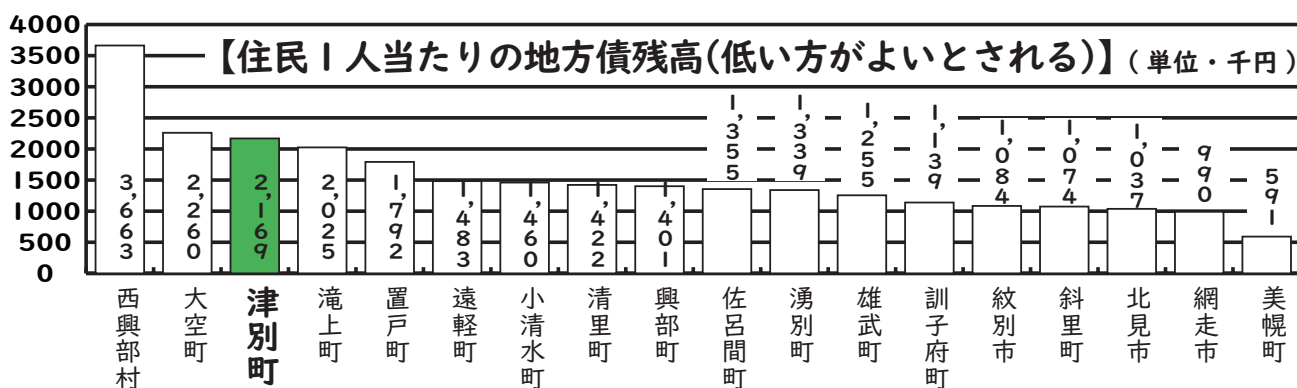 【住民1人当たりの地方債残高(低い方がよいとされる)】(単位・千円)
4000
3500
3000
2500
2000
1500
1000
500
0
3,663
2,260
2,169
2,025
1,792
1,483
1,460
1,422
1,401
1,355
1,339
1,255
1,139
1,084
1,074
1,037
990
591
西興部村
大空町
津別町
滝上町
置戸町
遠軽町
小清水町
清里町
興部町
佐呂間町
湧別町
雄武町
訓子府町
紋別市
斜里町
北見市
網走市
美幌町